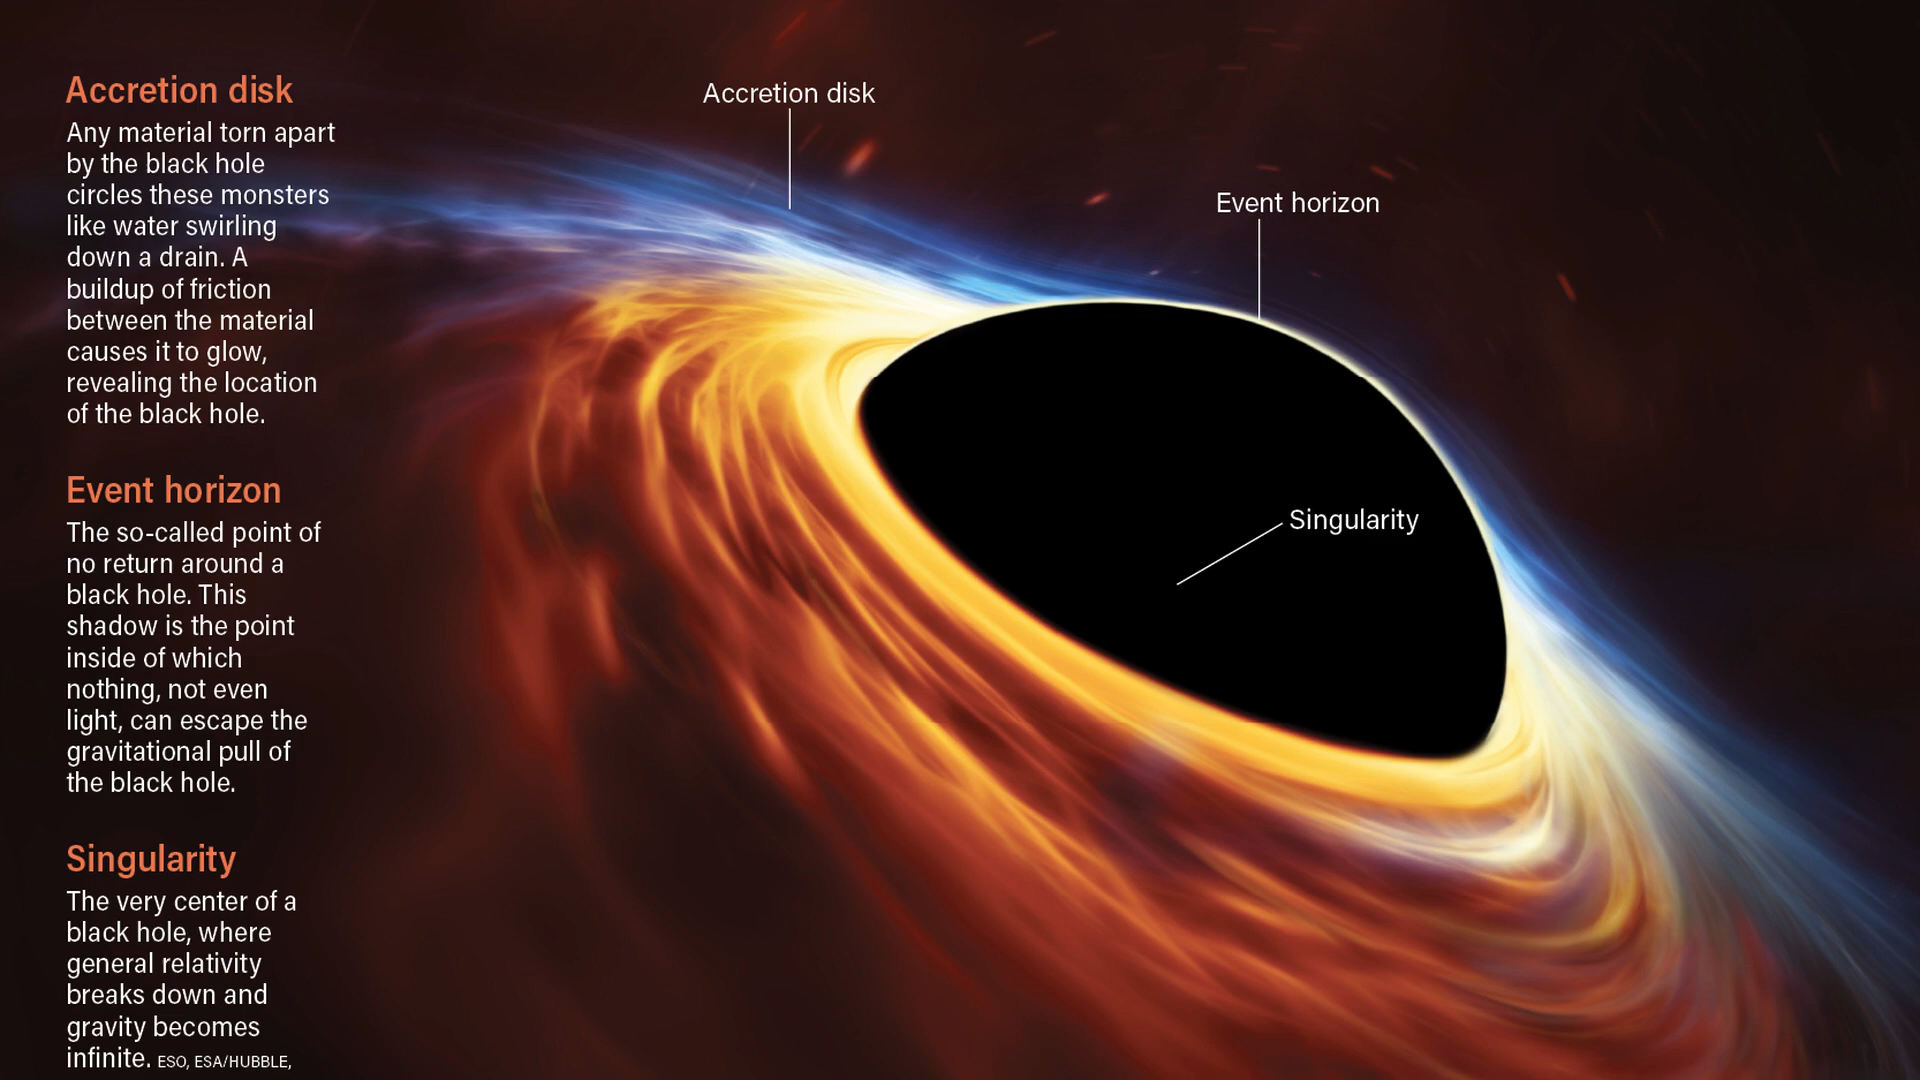 Accretion disk
Any material torn apart
by the black hole
circles these monsters
like water swirling
down a drain. A
buildup of friction
between the material
causes it to glow,
revealing the location
of the black hole.
Event horizon
The so-called point of
no return around a
black hole. This
shadow is the point
inside of which
nothing, not even
light, can escape the
gravitational pull of
the black hole.
Singularity
The very center of a
black hole, where
general relativity
breaks down and
gravity becomes
infinite. ESO, ESA/HUBBLE,
Accretion disk
Event horizon
Singularity